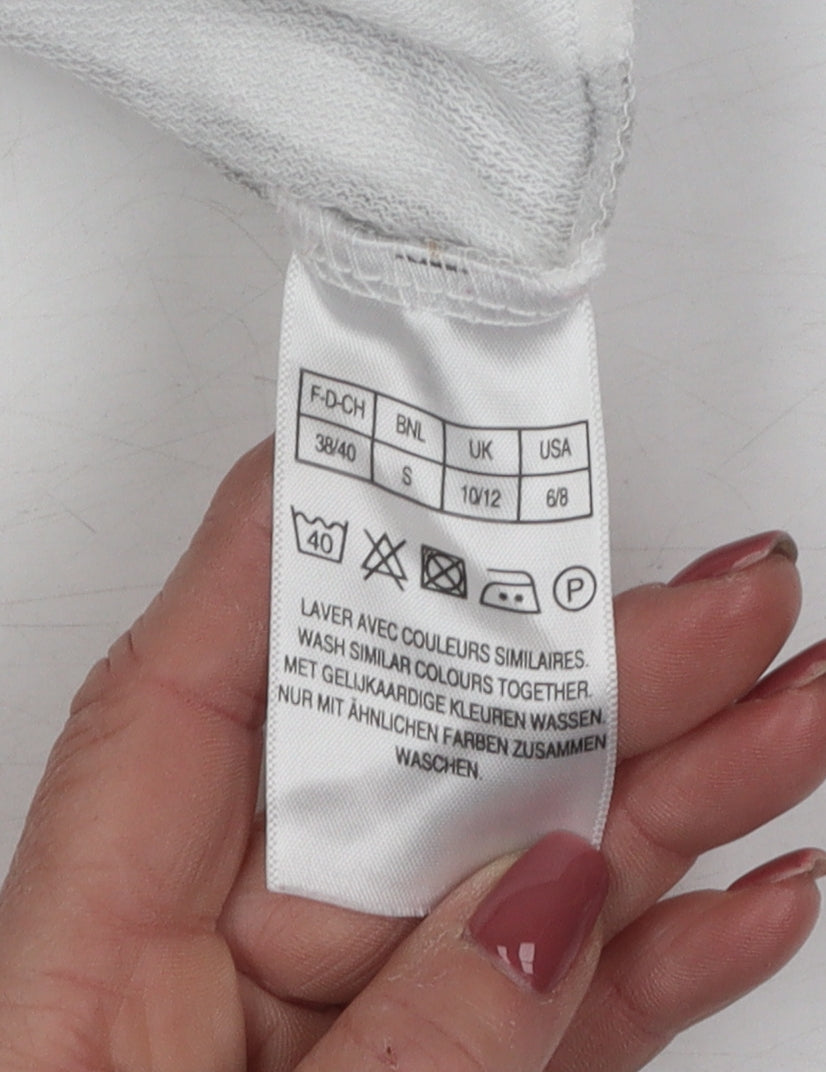 F-D-CH BNL UK USA
38/40 S 10/12 6/8
40 P
LAVER AVEC COULEURS SIMILAIRES.
WASH SIMILAR COLOURS TOGETHER.
MET GELIJKAARDIGE KLEUREN WASSEN.
NUR MIT ÄHNLICHEN FARBEN ZUSAMMEN
WASCHEN.